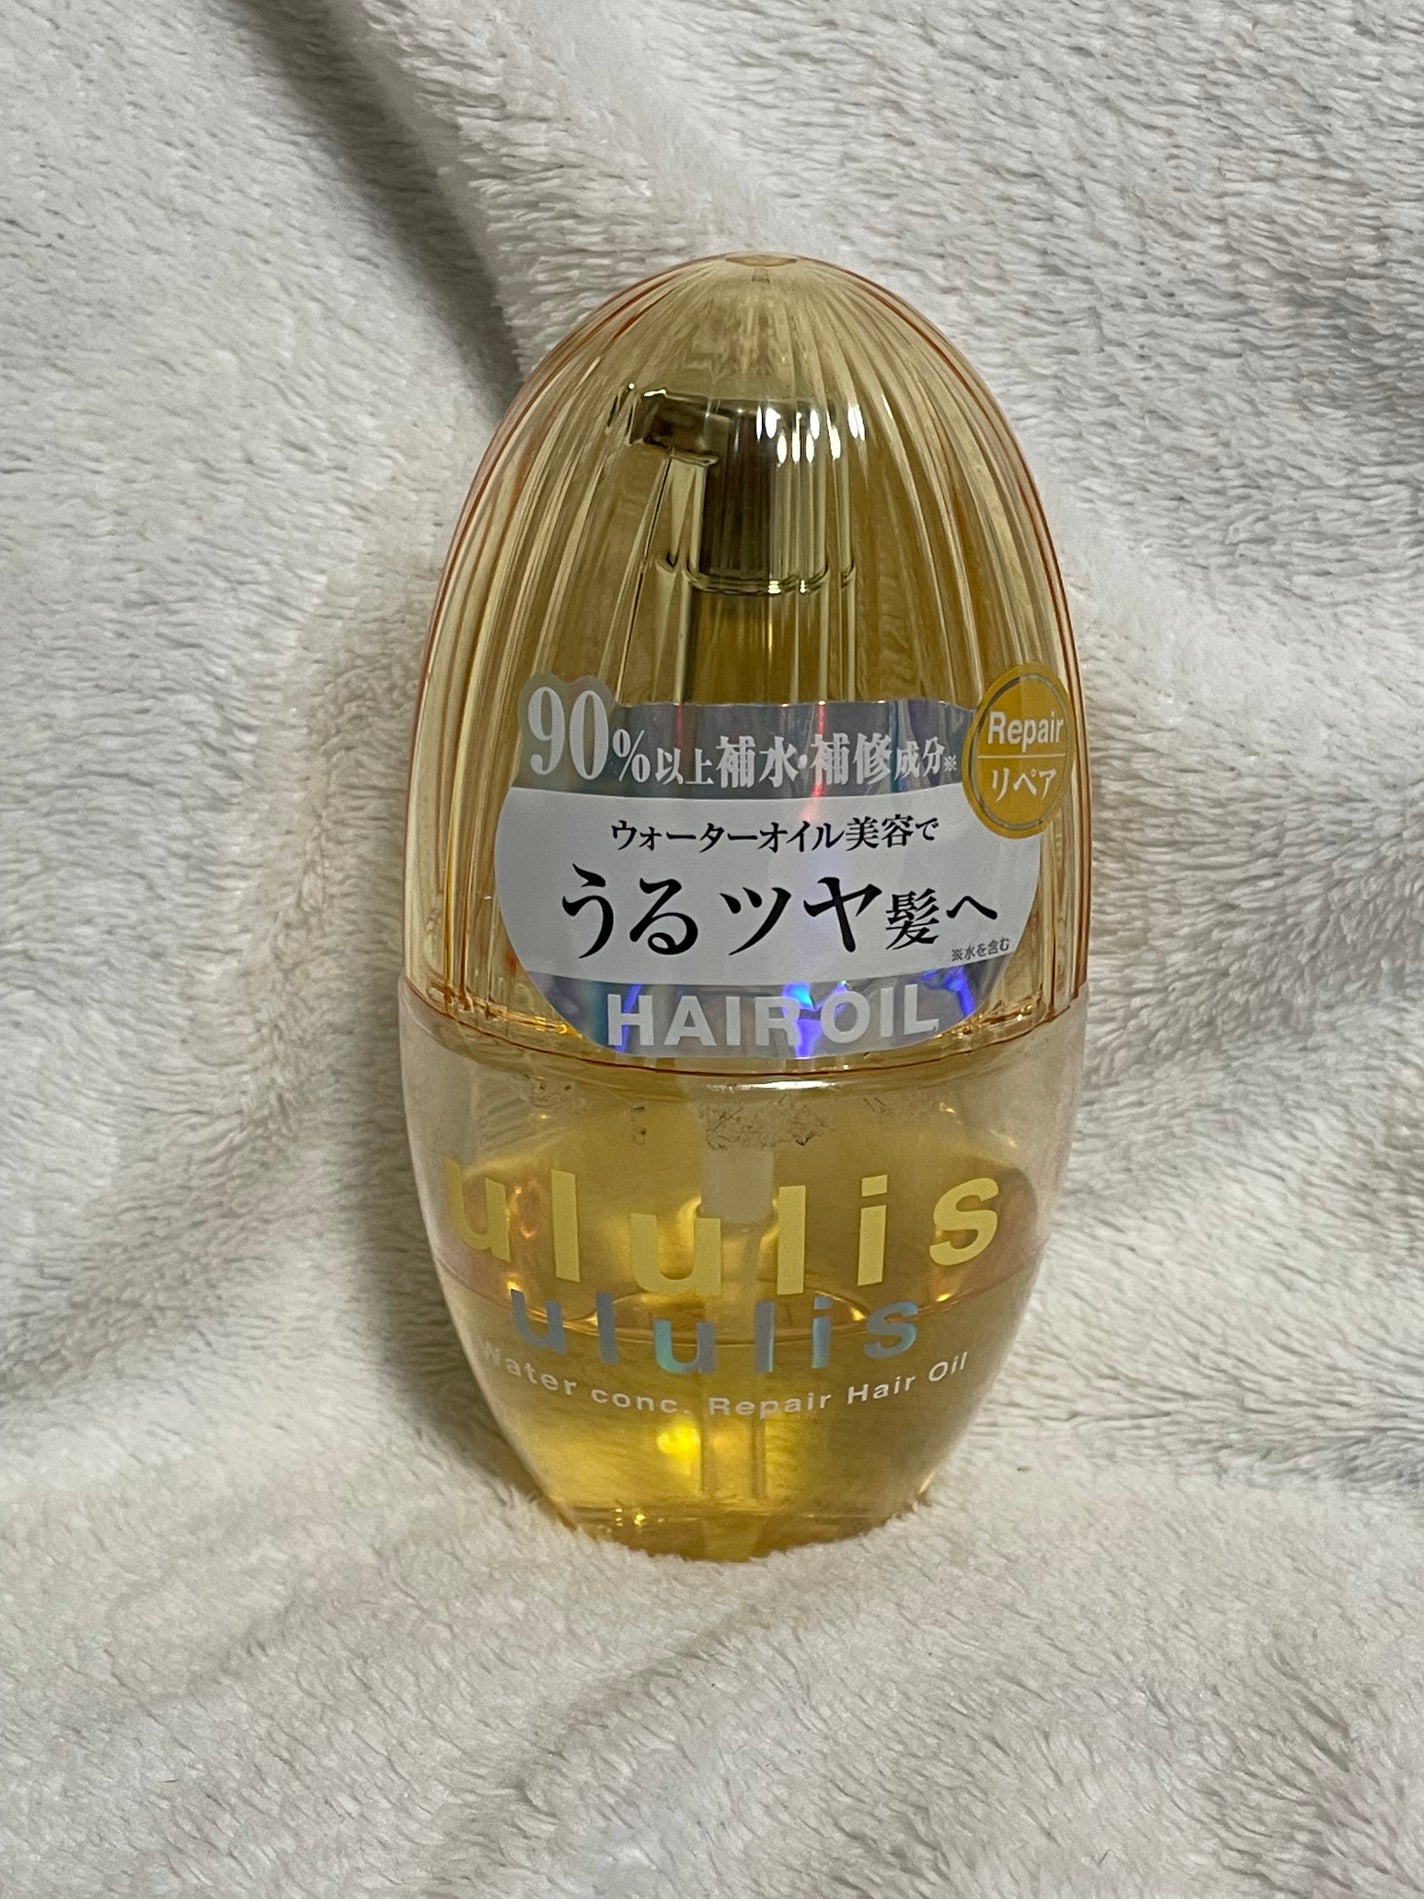 90%以上補水・補修成分※
Repair
リペア
ウォーターオイル美容で
うるツヤ髪へ
※水を含む
HAIR OIL
ululis
ululis
Water conc. Repair Hair Oil